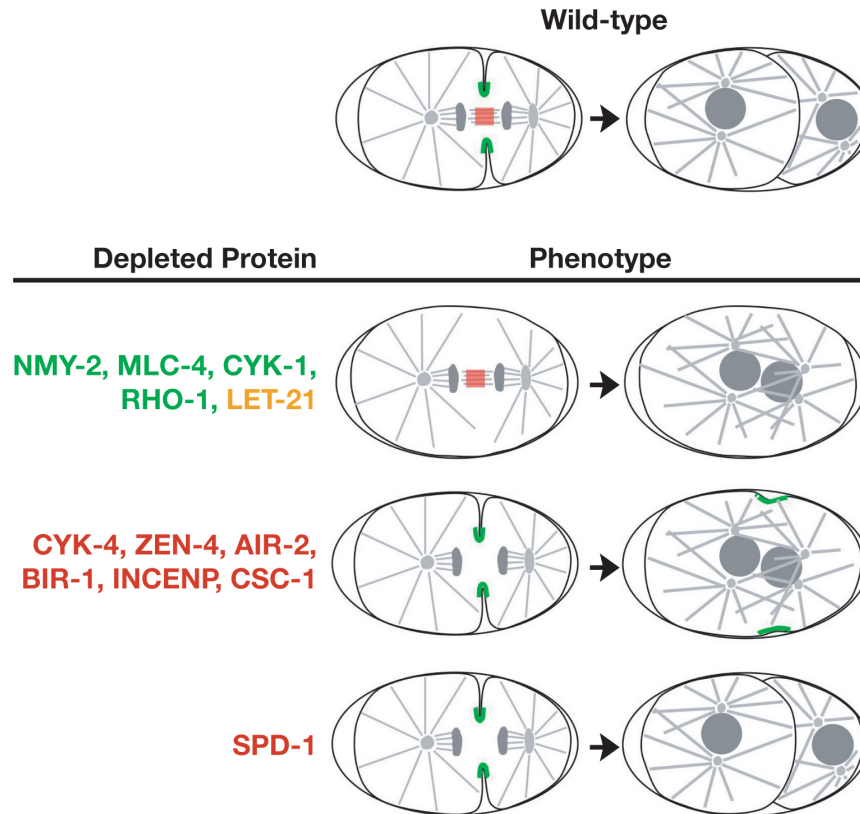 Wild-type
Depleted Protein Phenotype
NMY-2, MLC-4, CYK-1,
RHO-1, LET-21
CYK-4, ZEN-4, AIR-2,
BIR-1, INCENP, CSC-1
SPD-1